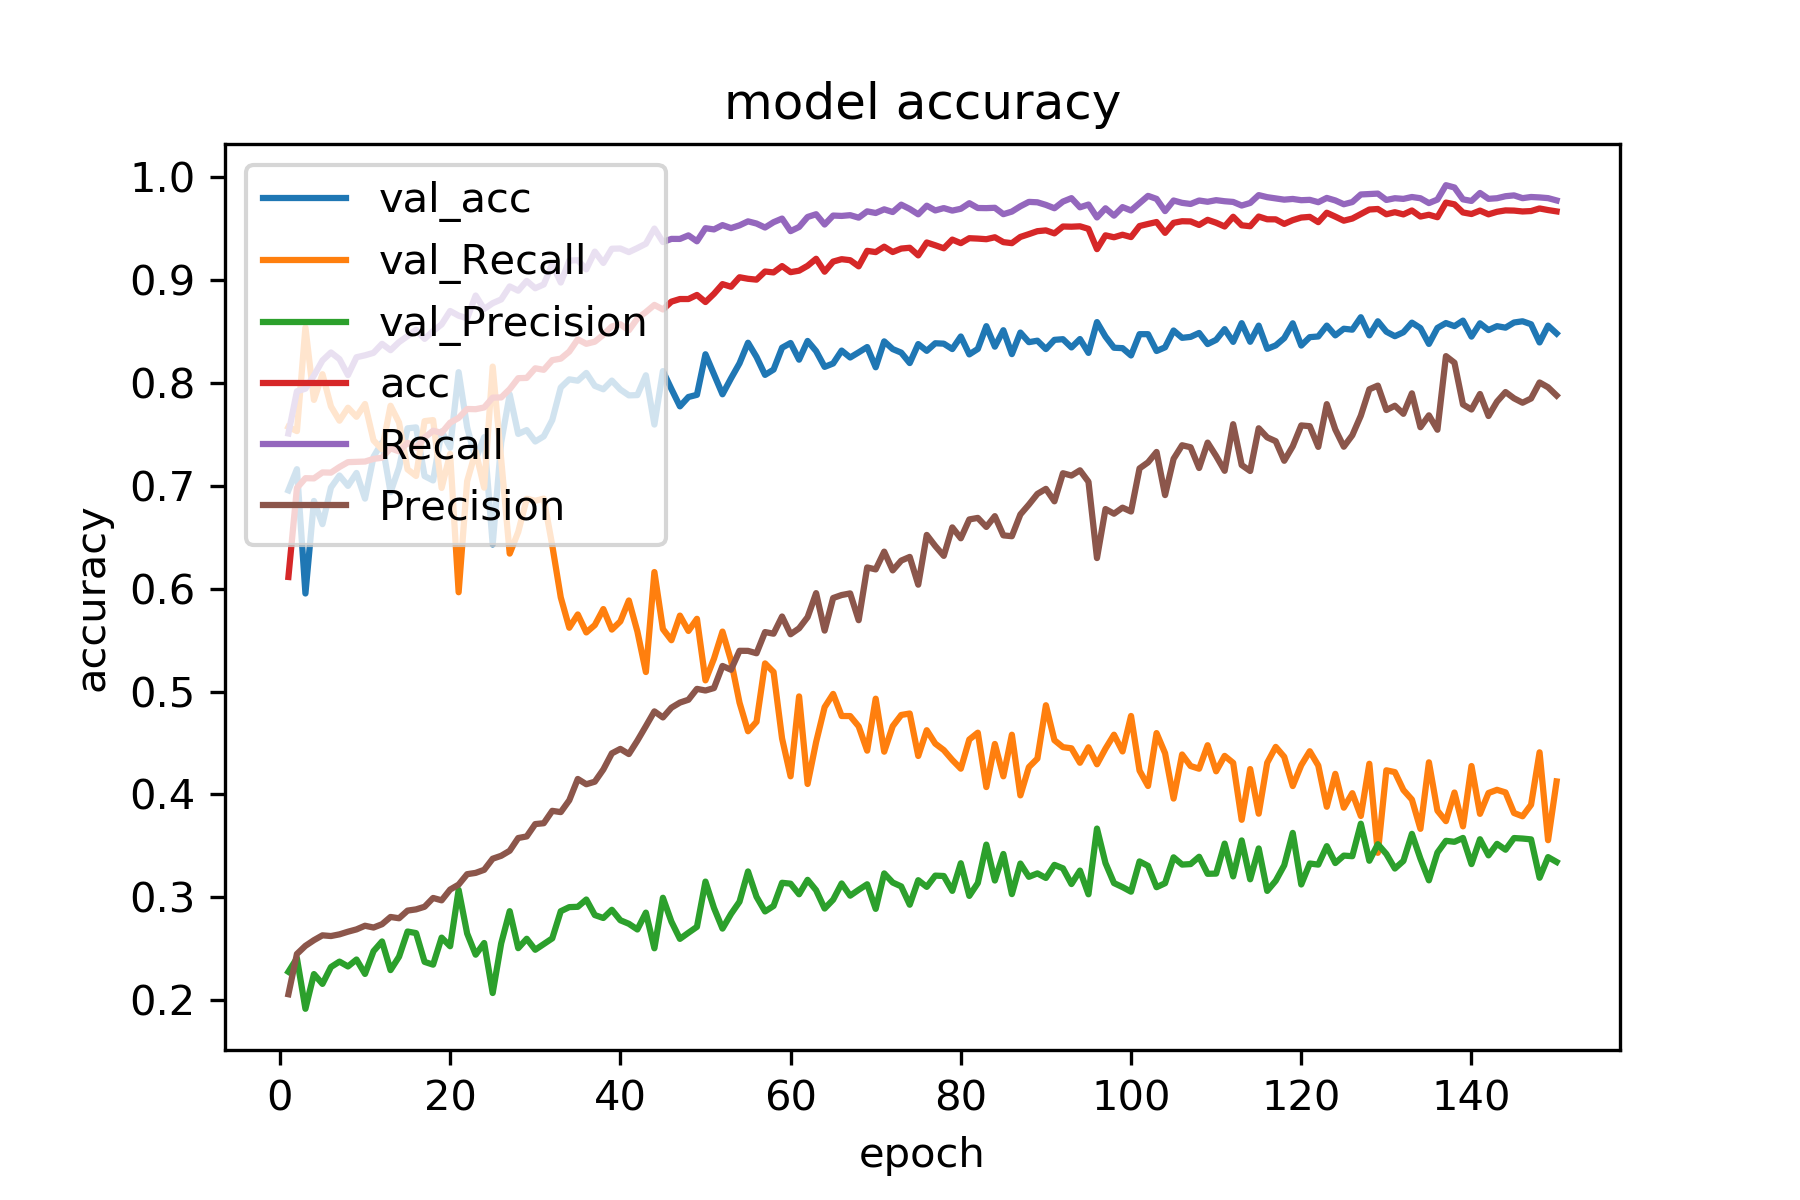 model accuracy
val_acc
val_Recall
val_Precision
acc
Recall
Precision
accuracy
1.0
0.9
0.8
0.7
0.6
0.5
0.4
0.3
0.2
0 20 40 60 80 100 120 140
epoch